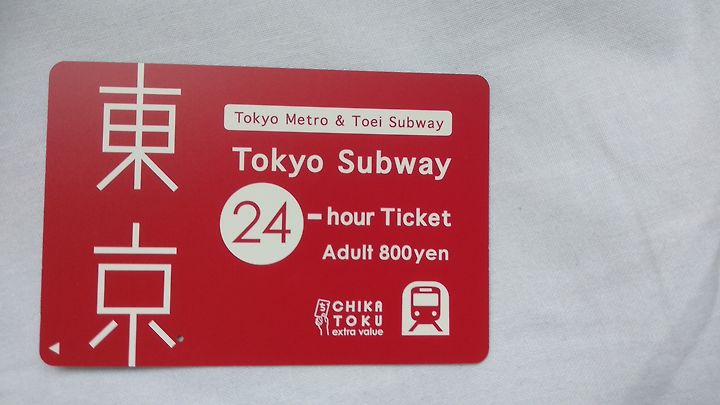 東京
Tokyo Metro & Toei Subway
Tokyo Subway
24-hour Ticket
Adult 800yen
CHIKA
TOKU
extra value